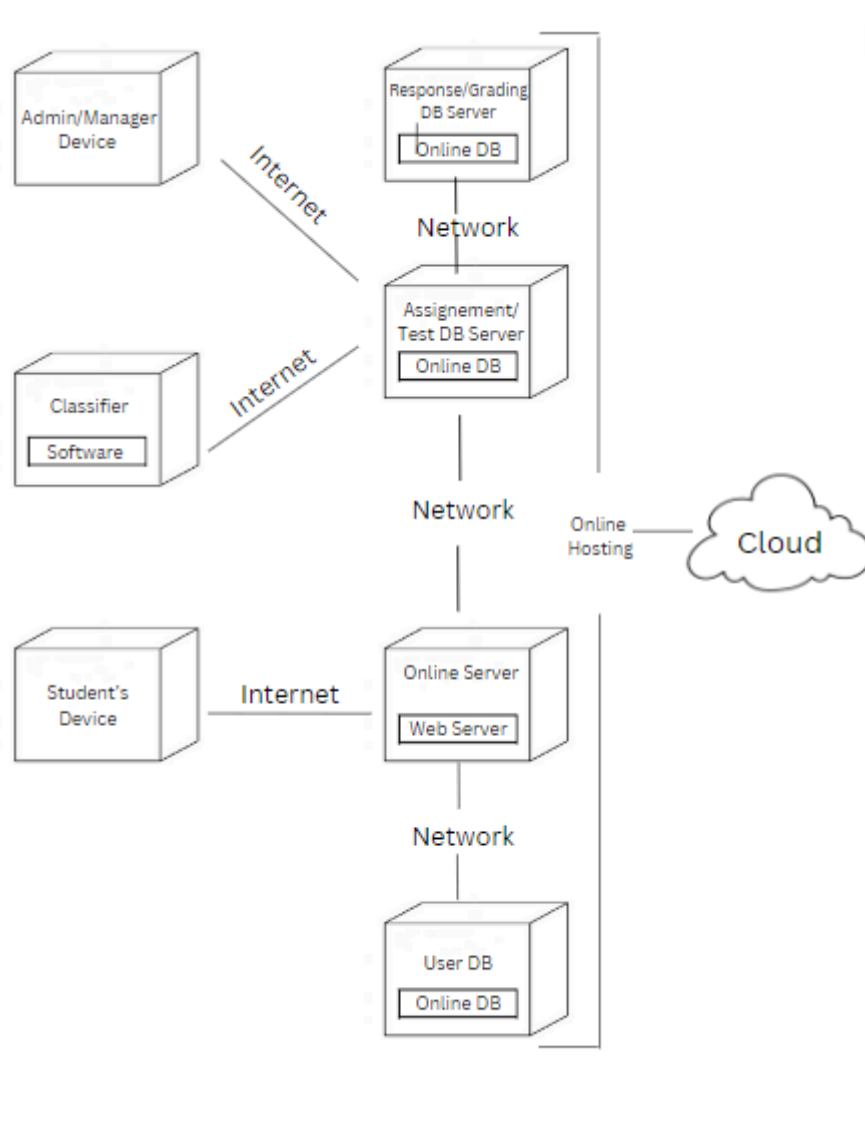 Admin/Manager
Device
Internet
Response/Grading
DB Server
Online DB
Network
Assignement/
Test DB Server
Online DB
Classifier
Software
Internet
Network
Online
Hosting
Cloud
Student's
Device
Internet
Online Server
Web Server
Network
User DB
Online DB